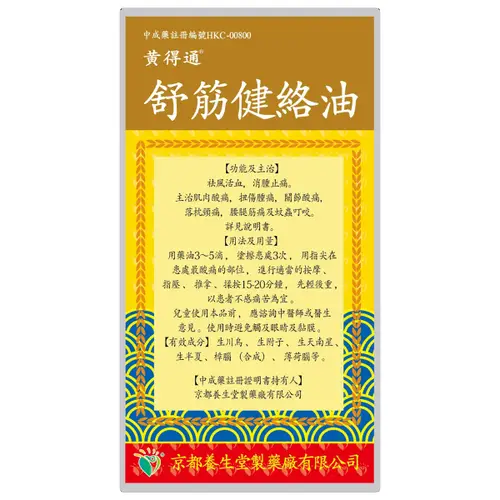 中成藥註冊編號HKC-00800
黃得通®
舒筋健絡油
【功能及主治】
祛風活血,消腫止痛。
主治肌肉酸痛,扭傷腫痛,關節酸痛,
落枕頸痛,腰腿筋痛及蚊蟲叮咬。
詳見說明書。
【用法及用量】
用藥油3～5滴,塗擦患處3次,用指尖在
患處最酸痛的部位,進行適當的按摩、
指壓、推拿、揉按15-20分鐘,先輕後重,
以患者不感痛苦為宜。
兒童使用本品前,應諮詢中醫師或醫生
意見。使用時避免觸及眼睛及黏膜。
【有效成分】生川烏、生附子、生天南星、
生半夏、樟腦(合成)、薄荷腦等。
【中成藥註冊證明書持有人】
京都養生堂製藥廠有限公司
京都養生堂製藥廠有限公司